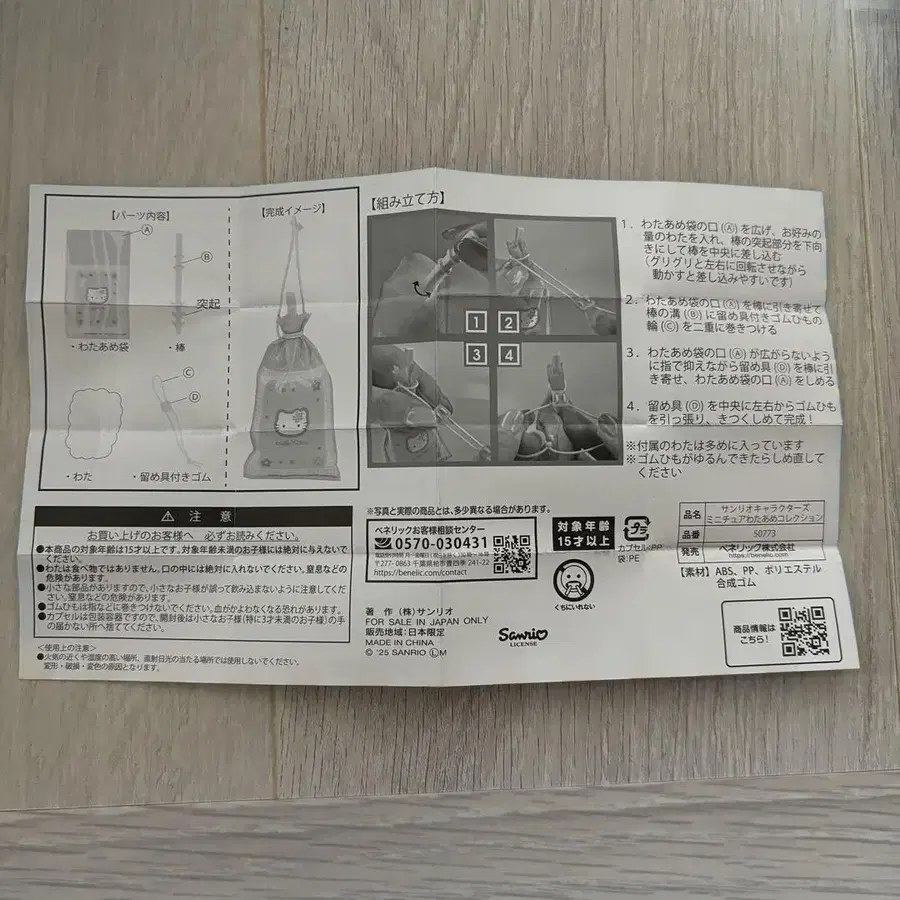 【パーツ内容】
Ⓐ
Ⓑ
突起
・わたあめ袋
・棒
Ⓒ
Ⓓ
・わた
・留め具付きゴム
【完成イメージ】
【組み立て方】
1
2
3
4
1. わたあめ袋の口(Ⓐ)を広げ、お好みの
量のわたを入れ、棒の突起部分を下向
きにして棒を中央に差し込む
(グリグリと左右に回転させながら
動かすと差し込みやすいです)
2. わたあめ袋の口(Ⓐ)を棒に引き寄せて
棒の溝(Ⓑ)に留め具付きゴムひもの
輪(Ⓒ)を二重に巻きつける
3. わたあめ袋の口(Ⓐ)が広がらないよう
に指で抑えながら留め具(Ⓓ)を棒に引
き寄せ、わたあめ袋の口(Ⓐ)をしめる
4. 留め具(Ⓓ)を中央に左右からゴムひも
を引っ張り、きつくしめて完成!
※付属のわたは多めに入っています
※ゴムひもがゆるんできたらしめ直して
ください
⚠ 注意
お買い上げのお客様へ 必ずお読みください。
●本商品の対象年齢は15才以上です。対象年齢未満のお子様には絶対に与えないで
ください。
●わたは食べ物ではありません。口の中には絶対に入れないでください。窒息などの
危険があります。
●小さな部品がありますので、小さなお子様が誤って飲み込まないように注意してくだ
さい。窒息などの危険があります。
●ゴムひもは指などに巻きつけないでください。血がかよわなくなる恐れがあります。
●カプセルは包装容器ですので、開封後は小さなお子様(特に3才未満のお子様)の手
の届かない所へ捨ててください。
<使用上の注意>
●火気の近くや温度の高い場所、直射日光の当たる場所では使用しないでください。
変形・破損・変色の原因となります。
※写真と実際の商品とは、多少異なる場合があります。
ベネリックお客様相談センター
0570-030431
〒277-0863 千葉県柏市豊四季 241-22
https://benelic.com/contact
対象年齢
15才以上
プラ
カプセル:PP
袋:PE
くちにいれない
著作(株)サンリオ
FOR SALE IN JAPAN ONLY
販売地域:日本限定
MADE IN CHINA
© '25 SANRIO ⓁM
Sanrio
LICENSE
品名
サンリオキャラクターズ
ミニチュアわたあめコレクション
品番
S0773
発売
ベネリック株式会社
https://benelic.com
【素材】ABS、PP、ポリエステル
合成ゴム
商品情報は
こちら!